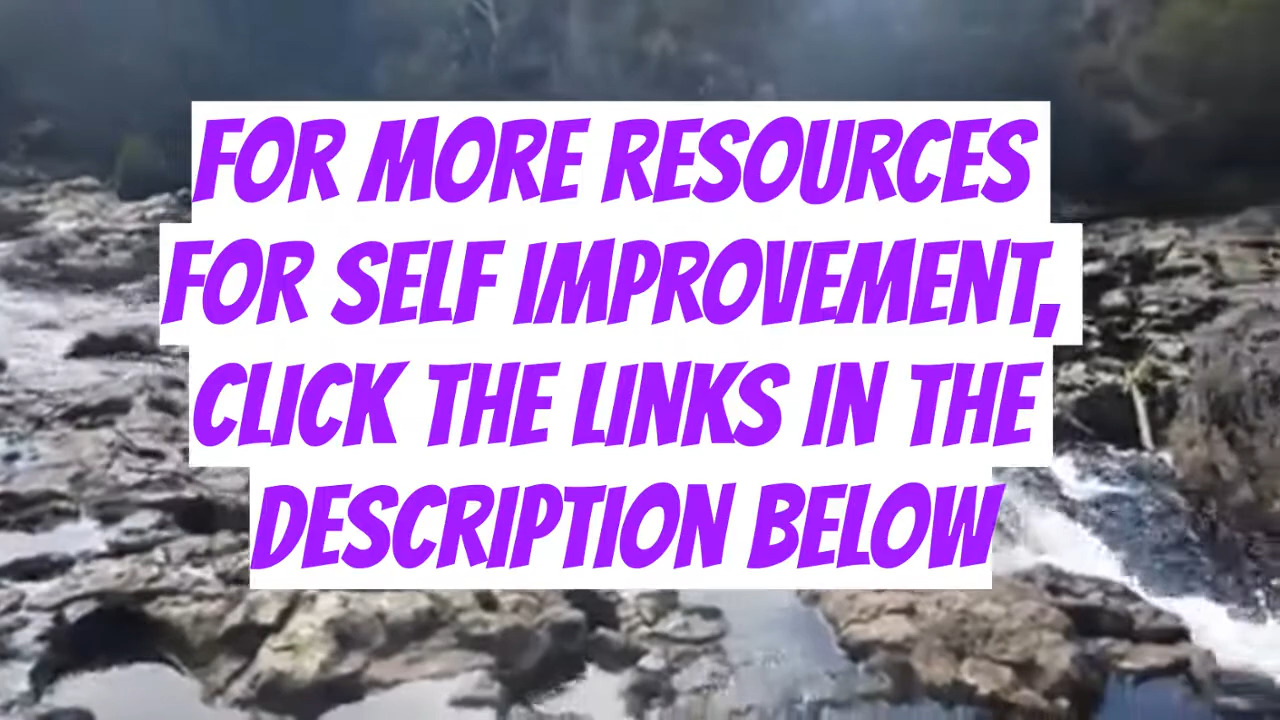 FOR MORE RESOURCES
FOR SELF IMPROVEMENT,
CLICK THE LINKS IN THE
DESCRIPTION BELOW